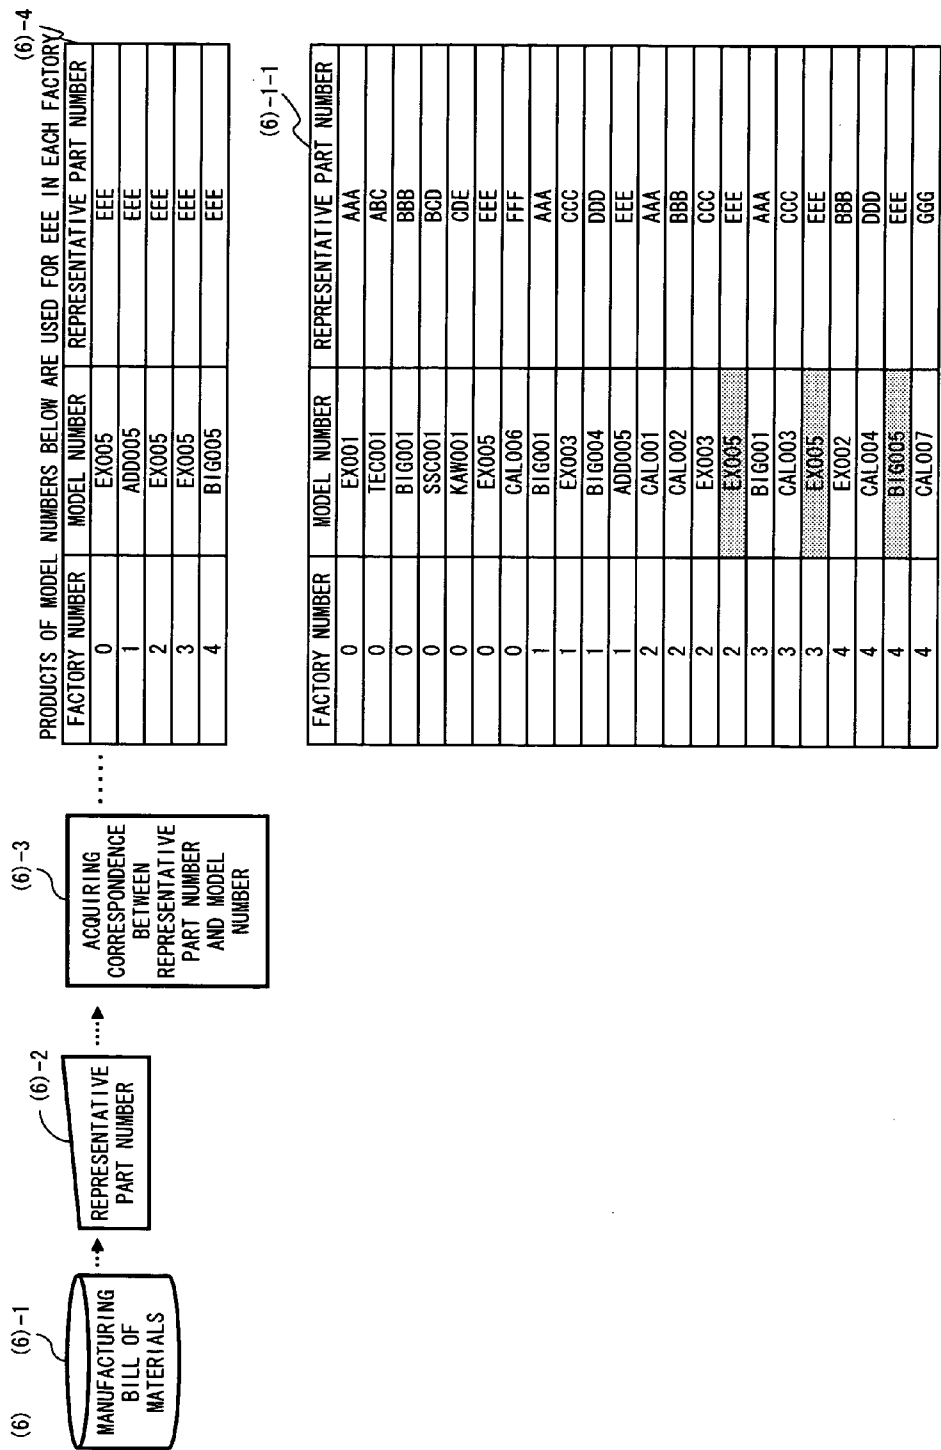 (6)
(6)-1
MANUFACTURING
BILL OF
MATERIALS
(6)-2
REPRESENTATIVE
PART NUMBER
(6)-3
ACQUIRING
CORRESPONDENCE
BETWEEN
REPRESENTATIVE
PART NUMBER
AND MODEL
NUMBER
(6)-4
PRODUCTS OF MODEL NUMBERS BELOW ARE USED FOR EEE IN EACH FACTORY
FACTORY NUMBER MODEL NUMBER REPRESENTATIVE PART NUMBER
0 EX005 EEE
1 ADD005 EEE
2 EX005 EEE
3 EX005 EEE
4 BIG005 EEE
(6)-1-1
FACTORY NUMBER MODEL NUMBER REPRESENTATIVE PART NUMBER
0 EX001 AAA
0 TEC001 ABC
0 BIG001 BBB
0 SSC001 BCD
0 KAW001 CDE
0 EX005 EEE
0 CAL006 FFF
1 BIG001 AAA
1 EX003 CCC
1 BIG004 DDD
1 ADD005 EEE
2 CAL001 AAA
2 CAL002 BBB
2 EX003 CCC
2 EX005 EEE
3 BIG001 AAA
3 CAL003 CCC
3 EX005 EEE
4 EX002 BBB
4 CAL004 DDD
4 BIG005 EEE
4 CAL007 GGG